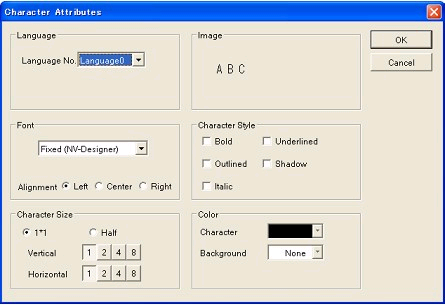 Character Attributes
Language
Language No. Language0
Image
A B C
OK
Cancel
Font
Fixed (NV-Designer)
Alignment Left Center Right
Character Style
Bold Underlined
Outlined Shadow
Italic
Character Size
1*1 Half
Vertical 1 2 4 8
Horizontal 1 2 4 8
Color
Character
Background None